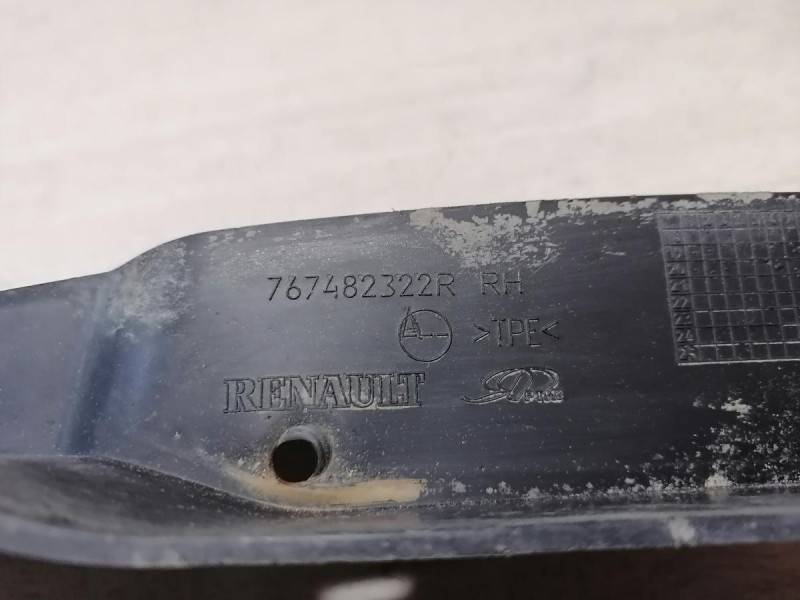 767482322R RH
A >TPE<
RENAULT